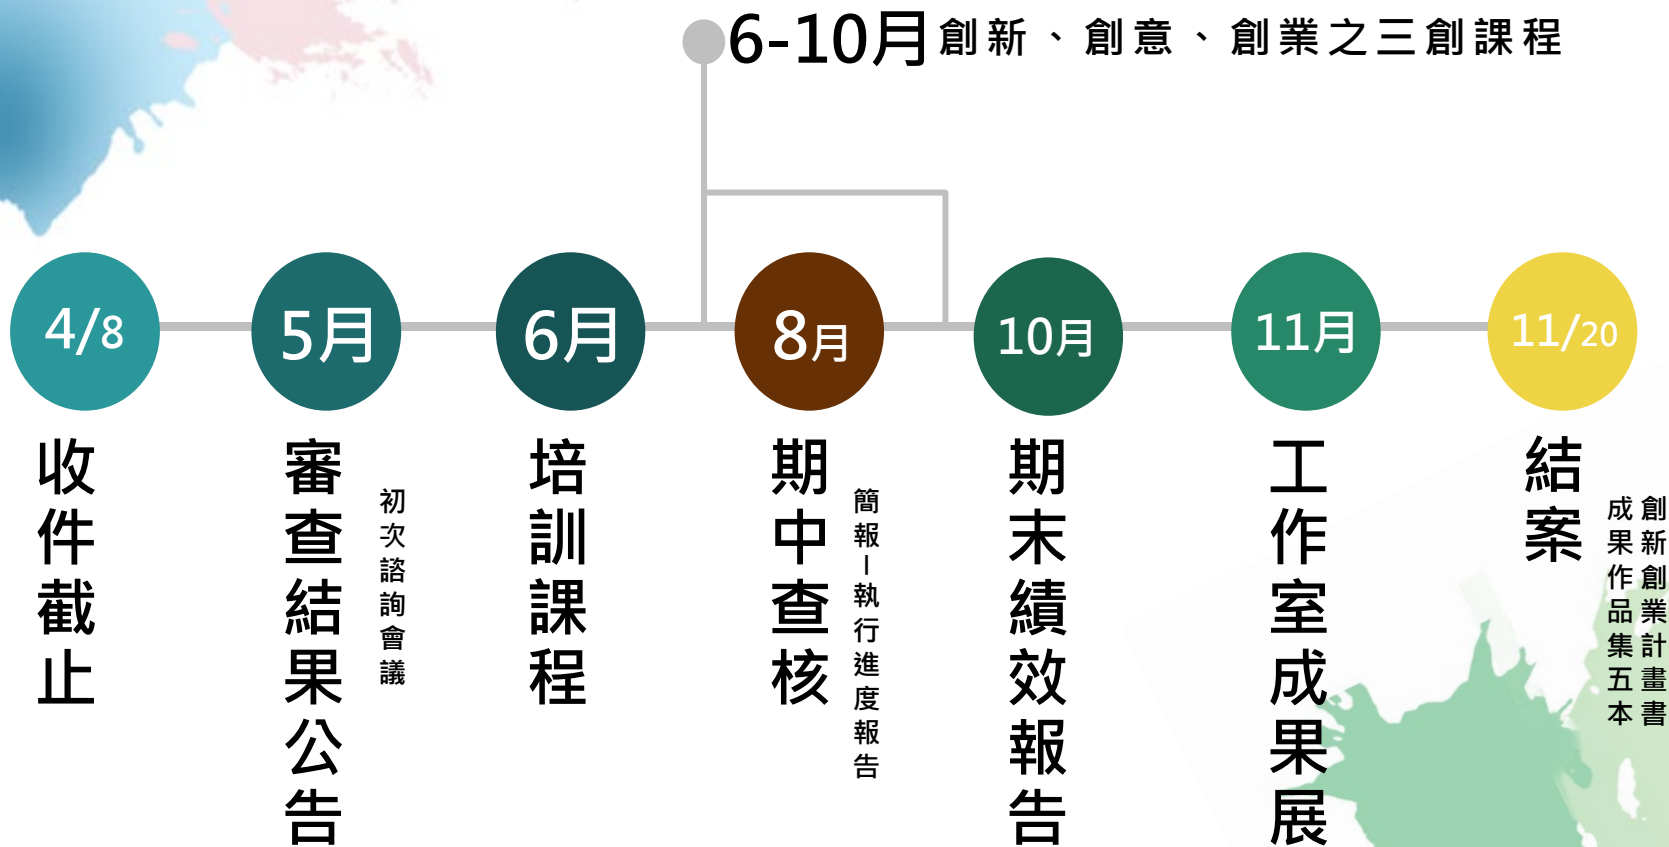 6-10月 創新、創意、創業之三創課程
4/8
收件截止
5月
審查結果公告
初次諮詢會議
6月
培訓課程
8月
期中查核
簡報-執行進度報告
10月
期末績效報告
11月
工作室成果展
11/20
結案
創新創業計畫書
成果作品集五本